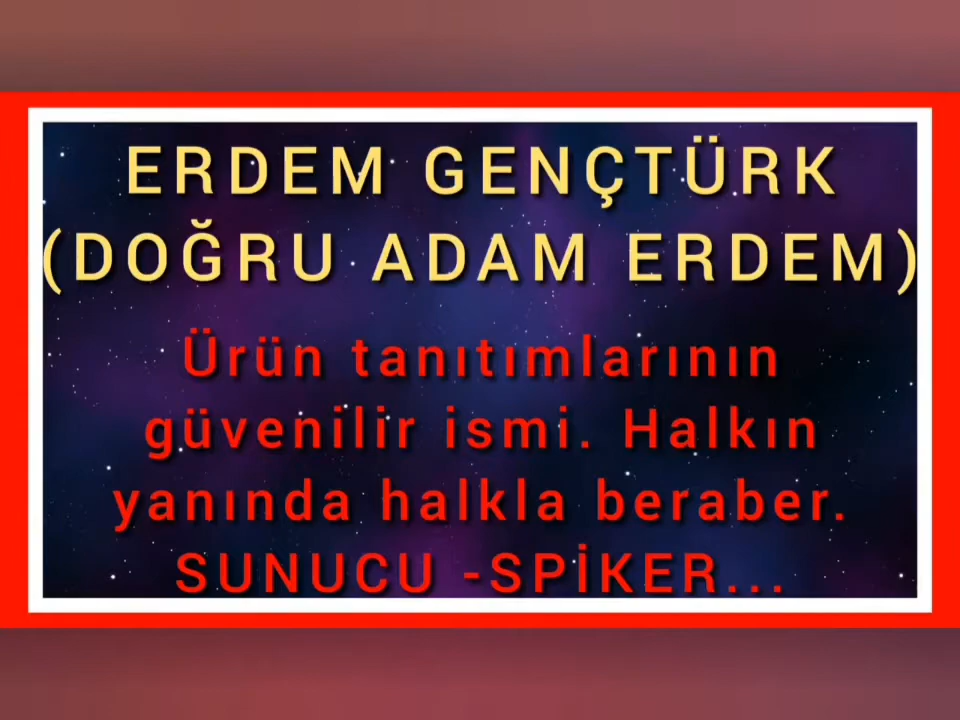 ERDEM GENÇTÜRK
(DOĞRU ADAM ERDEM)
Ürün tanıtımlarının
güvenilir ismi. Halkın
yanında halkla beraber.
SUNUCU -SPİKER...